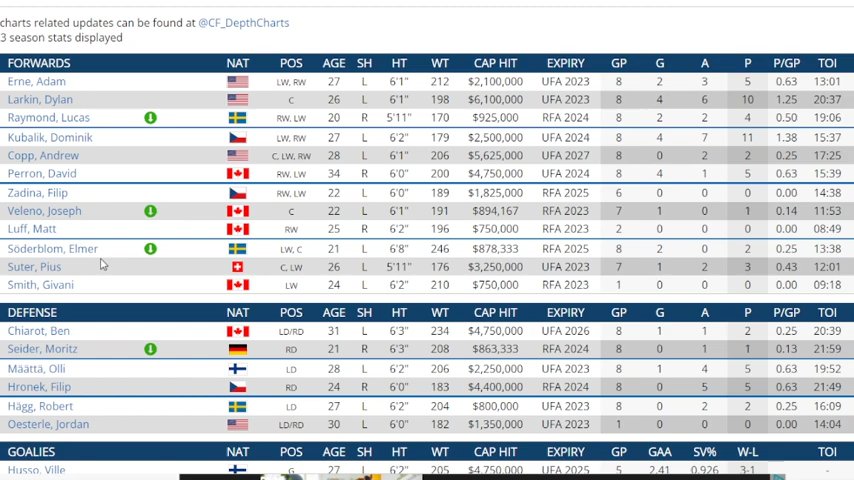 charts related updates can be found at @CF_DepthCharts
3 season stats displayed
FORWARDS NAT POS AGE SH HT WT CAP HIT EXPIRY GP G A P P/GP TOI
Erne, Adam LW, RW 27 L 6'1" 212 $2,100,000 UFA 2023 8 2 3 5 0.63 13:01
Larkin, Dylan C 26 L 6'1" 198 $6,100,000 UFA 2023 8 4 6 10 1.25 20:37
Raymond, Lucas RW, LW 20 R 5'11" 170 $925,000 RFA 2024 8 2 2 4 0.50 19:06
Kubalik, Dominik LW, RW 27 L 6'2" 179 $2,500,000 UFA 2024 8 4 7 11 1.38 15:37
Copp, Andrew C, LW, RW 28 L 6'1" 206 $5,625,000 UFA 2027 8 0 2 2 0.25 17:25
Perron, David RW, LW 34 R 6'0" 200 $4,750,000 UFA 2024 8 4 1 5 0.63 15:39
Zadina, Filip RW, LW 22 L 6'0" 189 $1,825,000 RFA 2025 6 0 0 0 0.00 14:38
Veleno, Joseph C 22 L 6'1" 191 $894,167 RFA 2023 7 1 0 1 0.14 11:53
Luff, Matt RW 25 R 6'2" 196 $750,000 RFA 2023 2 0 0 0 0.00 08:49
Söderblom, Elmer LW, C 21 L 6'8" 246 $878,333 RFA 2025 8 2 0 2 0.25 13:38
Suter, Pius C, LW 26 L 5'11" 176 $3,250,000 UFA 2023 7 1 2 3 0.43 12:01
Smith, Givani LW 24 L 6'2" 210 $750,000 RFA 2023 1 0 0 0 0.00 09:18
DEFENSE NAT POS AGE SH HT WT CAP HIT EXPIRY GP G A P P/GP TOI
Chiarot, Ben LD/RD 31 L 6'3" 234 $4,750,000 UFA 2026 8 1 1 2 0.25 20:39
Seider, Moritz RD 21 R 6'3" 208 $863,333 RFA 2024 8 0 1 1 0.13 21:59
Määttä, Olli LD 28 L 6'2" 206 $2,250,000 UFA 2023 8 1 4 5 0.63 19:52
Hronek, Filip RD 24 R 6'0" 183 $4,400,000 RFA 2024 8 0 5 5 0.63 21:49
Hägg, Robert LD 27 L 6'2" 204 $800,000 UFA 2023 8 0 2 2 0.25 16:09
Oesterle, Jordan LD/RD 30 L 6'0" 182 $1,350,000 UFA 2023 1 0 0 0 0.00 14:04
GOALIES NAT POS AGE SH HT WT CAP HIT EXPIRY GP GAA SV% W-L TOI
Husso, Ville G 27 L 6'2" 205 $4,750,000 UFA 2025 5 2.41 0.926 3-1 -